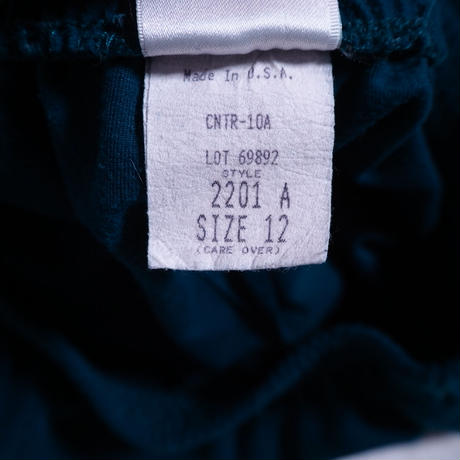 Made In U.S.A.
CNTR-10A
LOT 69892
STYLE
2201 A
SIZE 12
(CARE OVER)